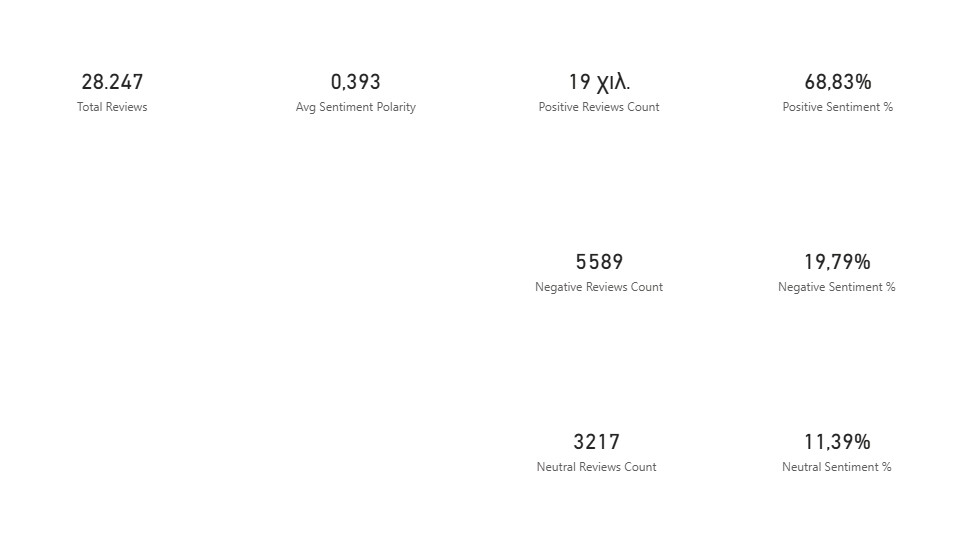 28.247
Total Reviews
0,393
Avg Sentiment Polarity
19 χιλ.
Positive Reviews Count
68,83%
Positive Sentiment %
5589
Negative Reviews Count
19,79%
Negative Sentiment %
3217
Neutral Reviews Count
11,39%
Neutral Sentiment %